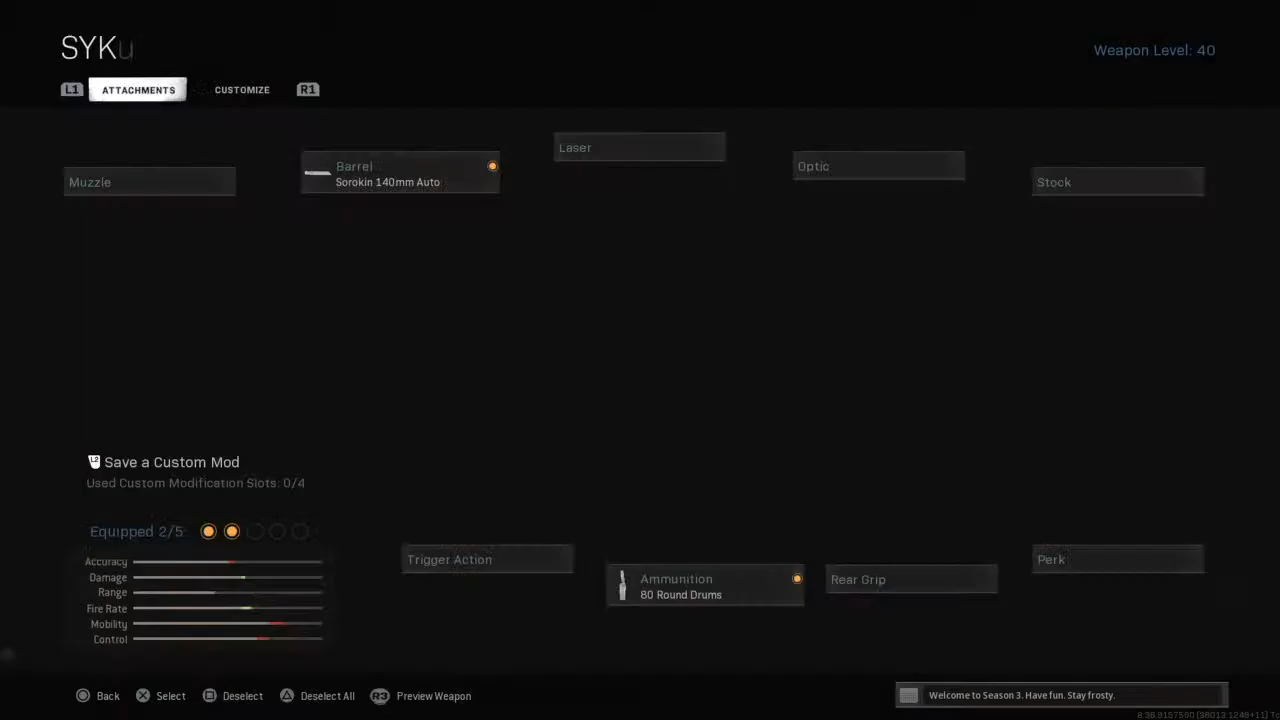 SYKu
Weapon Level: 40
L1 ATTACHMENTS CUSTOMIZE R1
Laser
Barrel
Sorokin 140mm Auto
Optic
Muzzle
Stock
L2 Save a Custom Mod
Used Custom Modification Slots: 0/4
Equipped 2/5
Accuracy
Damage
Range
Fire Rate
Mobility
Control
Trigger Action
Ammunition
80 Round Drums
Rear Grip
Perk
Back Select Deselect Deselect All R3 Preview Weapon
Welcome to Season 3. Have fun. Stay frosty.